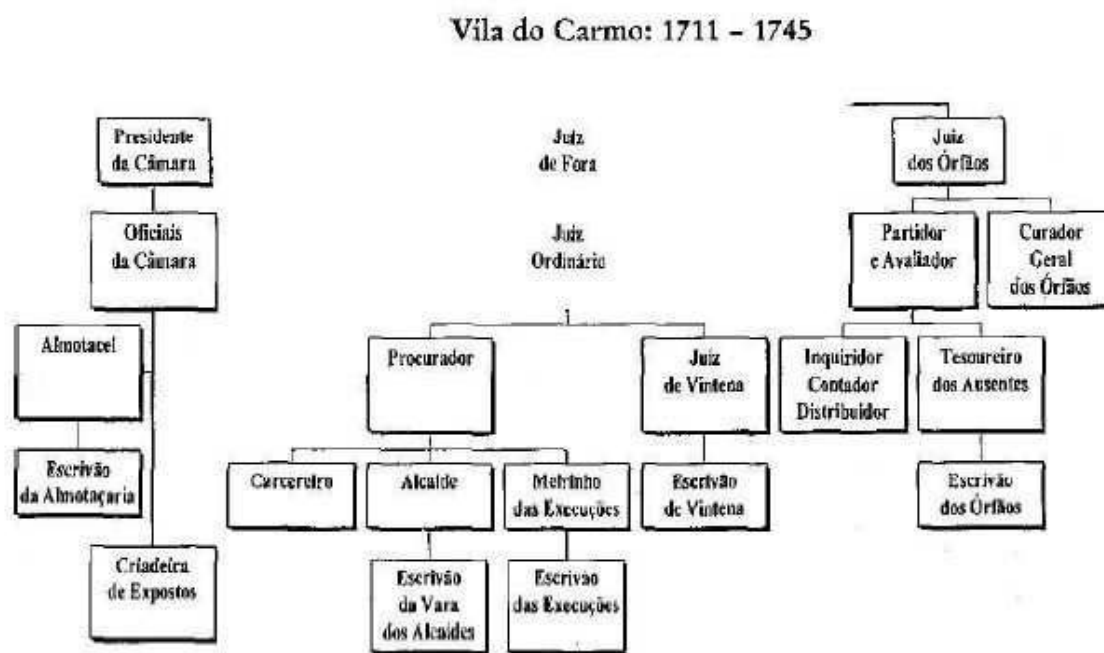 Vila do Carmo: 1711 – 1745
Presidente
da Câmara
Juiz
de Fora
Juiz
dos Órfãos
Oficiais
da Câmara
Juiz
Ordinário
Partidor
e Avaliador
Curador
Geral
dos Órfãos
Almotacel
Procurador
Juiz
de Vintena
Inquiridor
Contador
Distribuidor
Tesoureiro
dos Ausentes
Escrivão
da Almotaçaria
Carcereiro
Alcaide
Meirinho
das Execuções
Escrivão
de Vintena
Escrivão
dos Órfãos
Criadeira
de Expostos
Escrivão
da Vara
dos Alcaides
Escrivão
das Execuções